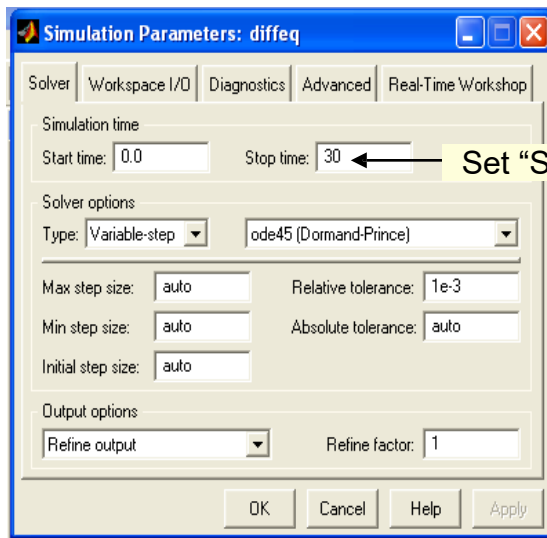 Simulation Parameters: diffeq
Solver Workspace I/O Diagnostics Advanced Real-Time Workshop
Simulation time
Start time: 0.0 Stop time: 30 Set “S
Solver options
Type: Variable-step ode45 (Dormand-Prince)
Max step size: auto Relative tolerance: 1e-3
Min step size: auto Absolute tolerance: auto
Initial step size: auto
Output options
Refine output Refine factor: 1
OK Cancel Help Apply